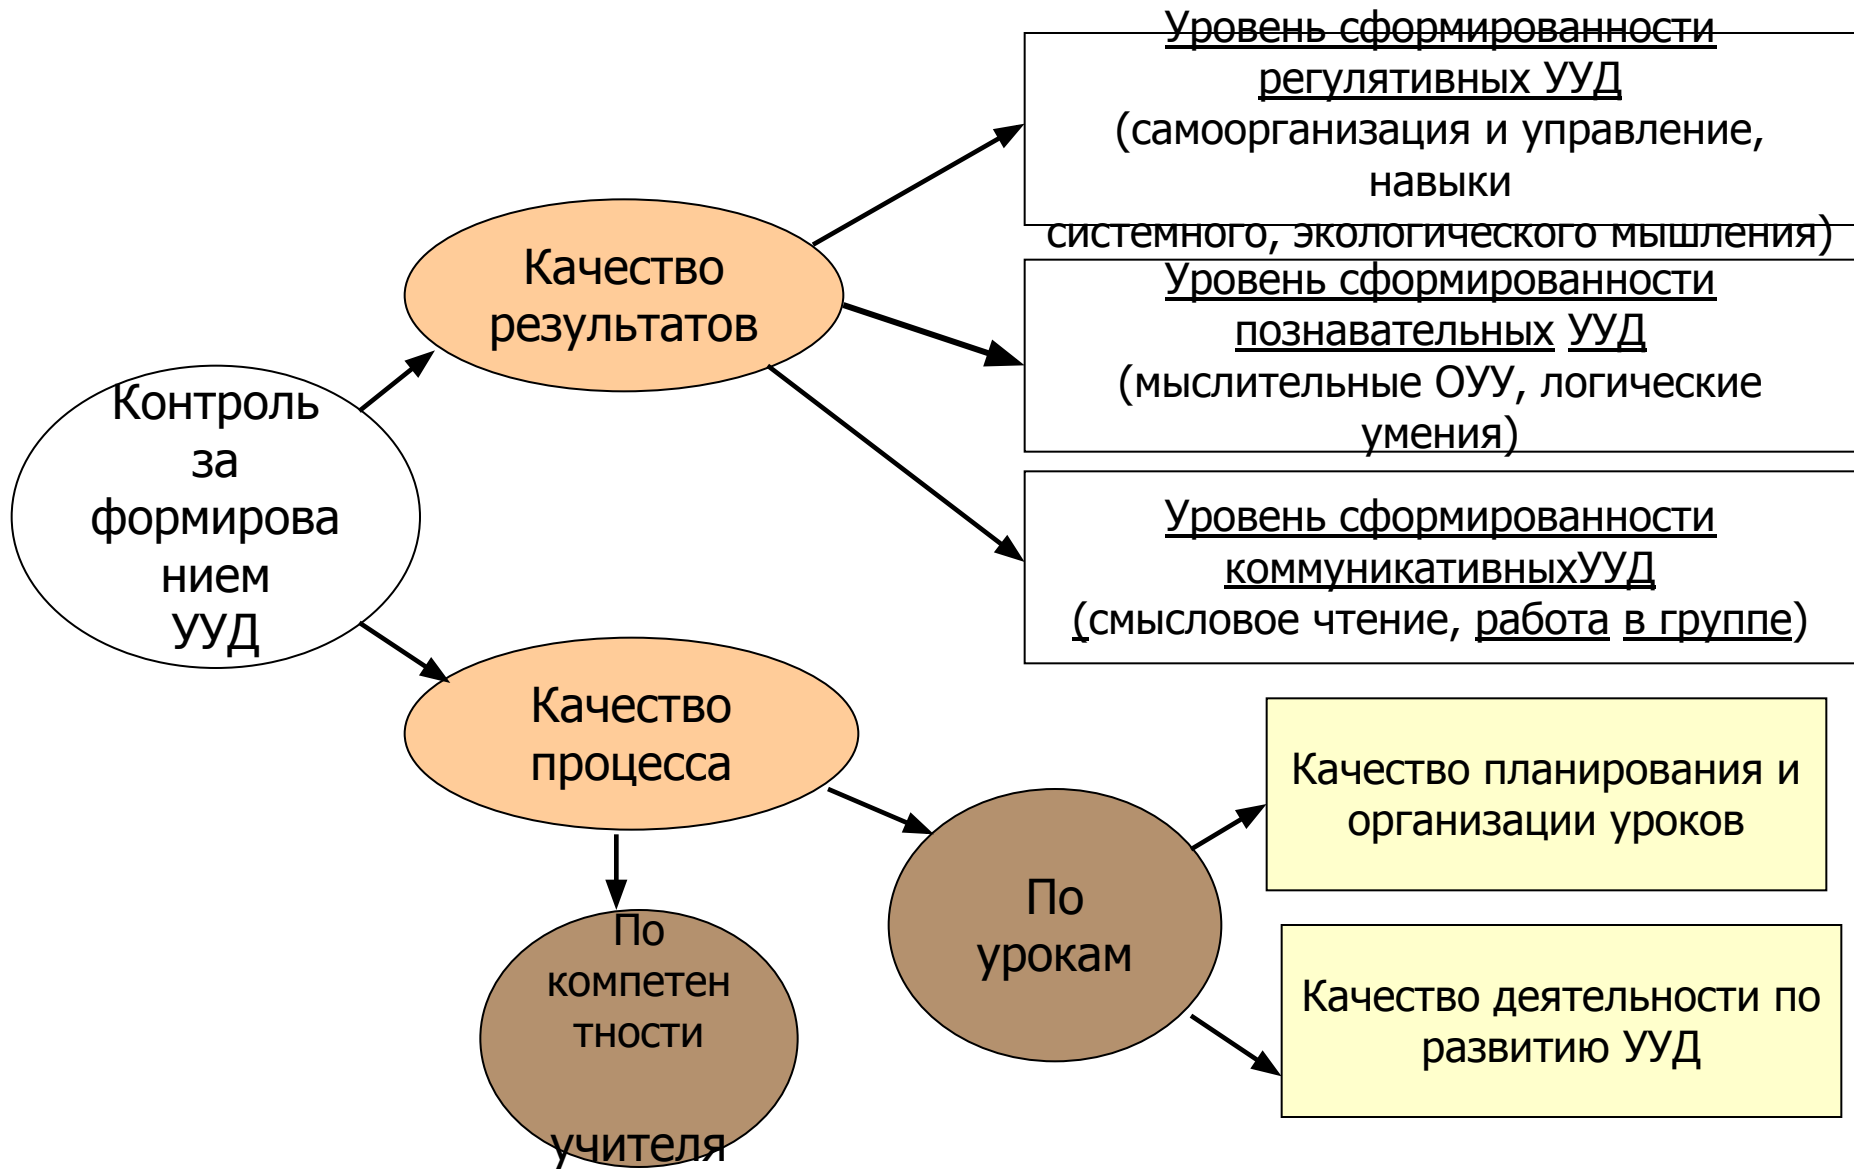 Уровень сформированности
регулятивных УУД
(самоорганизация и управление,
навыки
системного, экологического мышления)
Качество
результатов
Уровень сформированности
познавательных УУД
(мыслительные ОУУ, логические
умения)
Контроль
за
формирова
нием
УУД
Уровень сформированности
коммуникативныхУУД
(смысловое чтение, работа в группе)
Качество
процесса
Качество планирования и
организации уроков
По
урокам
По
компетен
тности
учителя
Качество деятельности по
развитию УУД